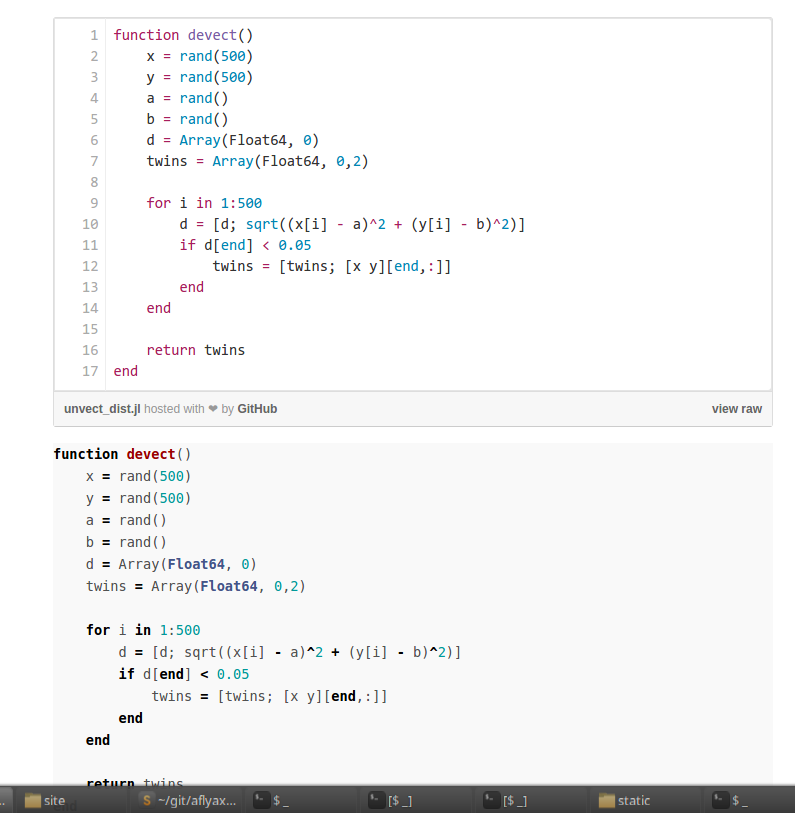 1 function devect()
2     x = rand(500)
3     y = rand(500)
4     a = rand()
5     b = rand()
6     d = Array(Float64, 0)
7     twins = Array(Float64, 0,2)
8
9     for i in 1:500
10         d = [d; sqrt((x[i] - a)^2 + (y[i] - b)^2)]
11         if d[end] < 0.05
12             twins = [twins; [x y][end,:]]
13         end
14     end
15
16     return twins
17 end
unvect_dist.jl hosted with ❤ by GitHub view raw
function devect()
    x = rand(500)
    y = rand(500)
    a = rand()
    b = rand()
    d = Array(Float64, 0)
    twins = Array(Float64, 0,2)

    for i in 1:500
        d = [d; sqrt((x[i] - a)^2 + (y[i] - b)^2)]
        if d[end] < 0.05
            twins = [twins; [x y][end,:]]
        end
    end

    return twins
.. site S ~/git/aflyax... $ _ [$ _] [$ _] static $ _